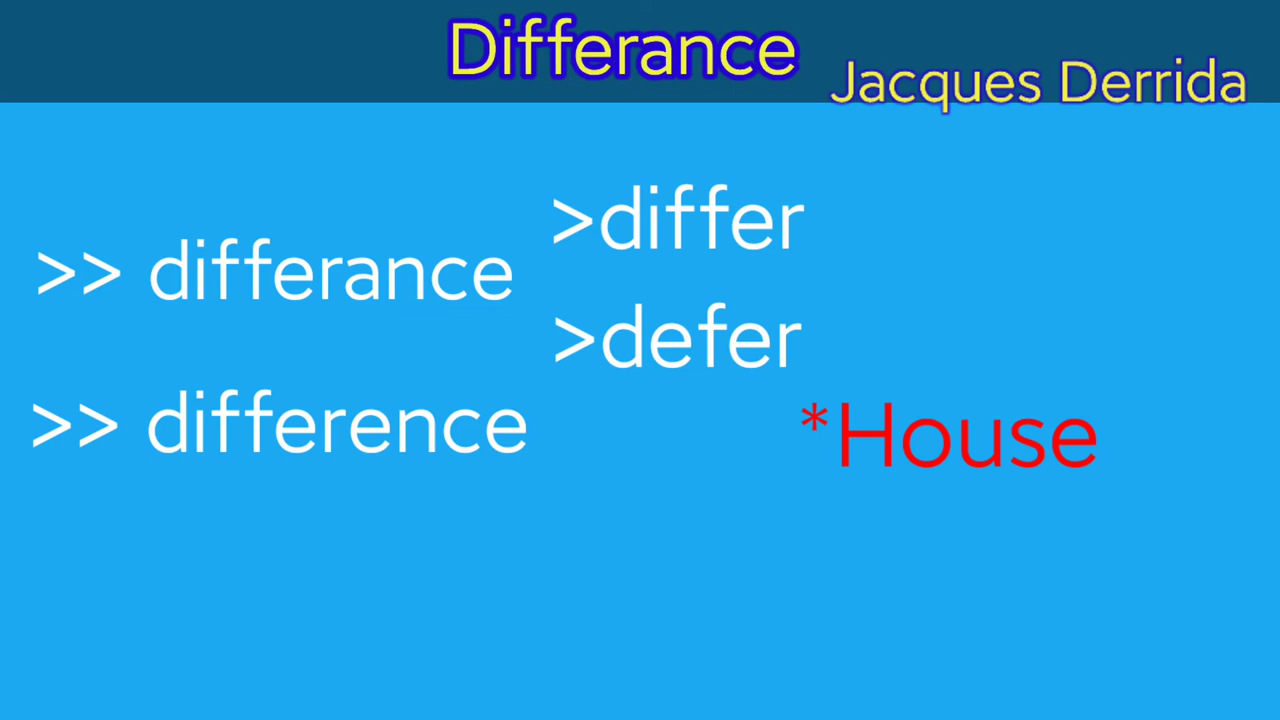 Differance
Jacques Derrida
>differ
>> differance
>defer
>> difference
*House